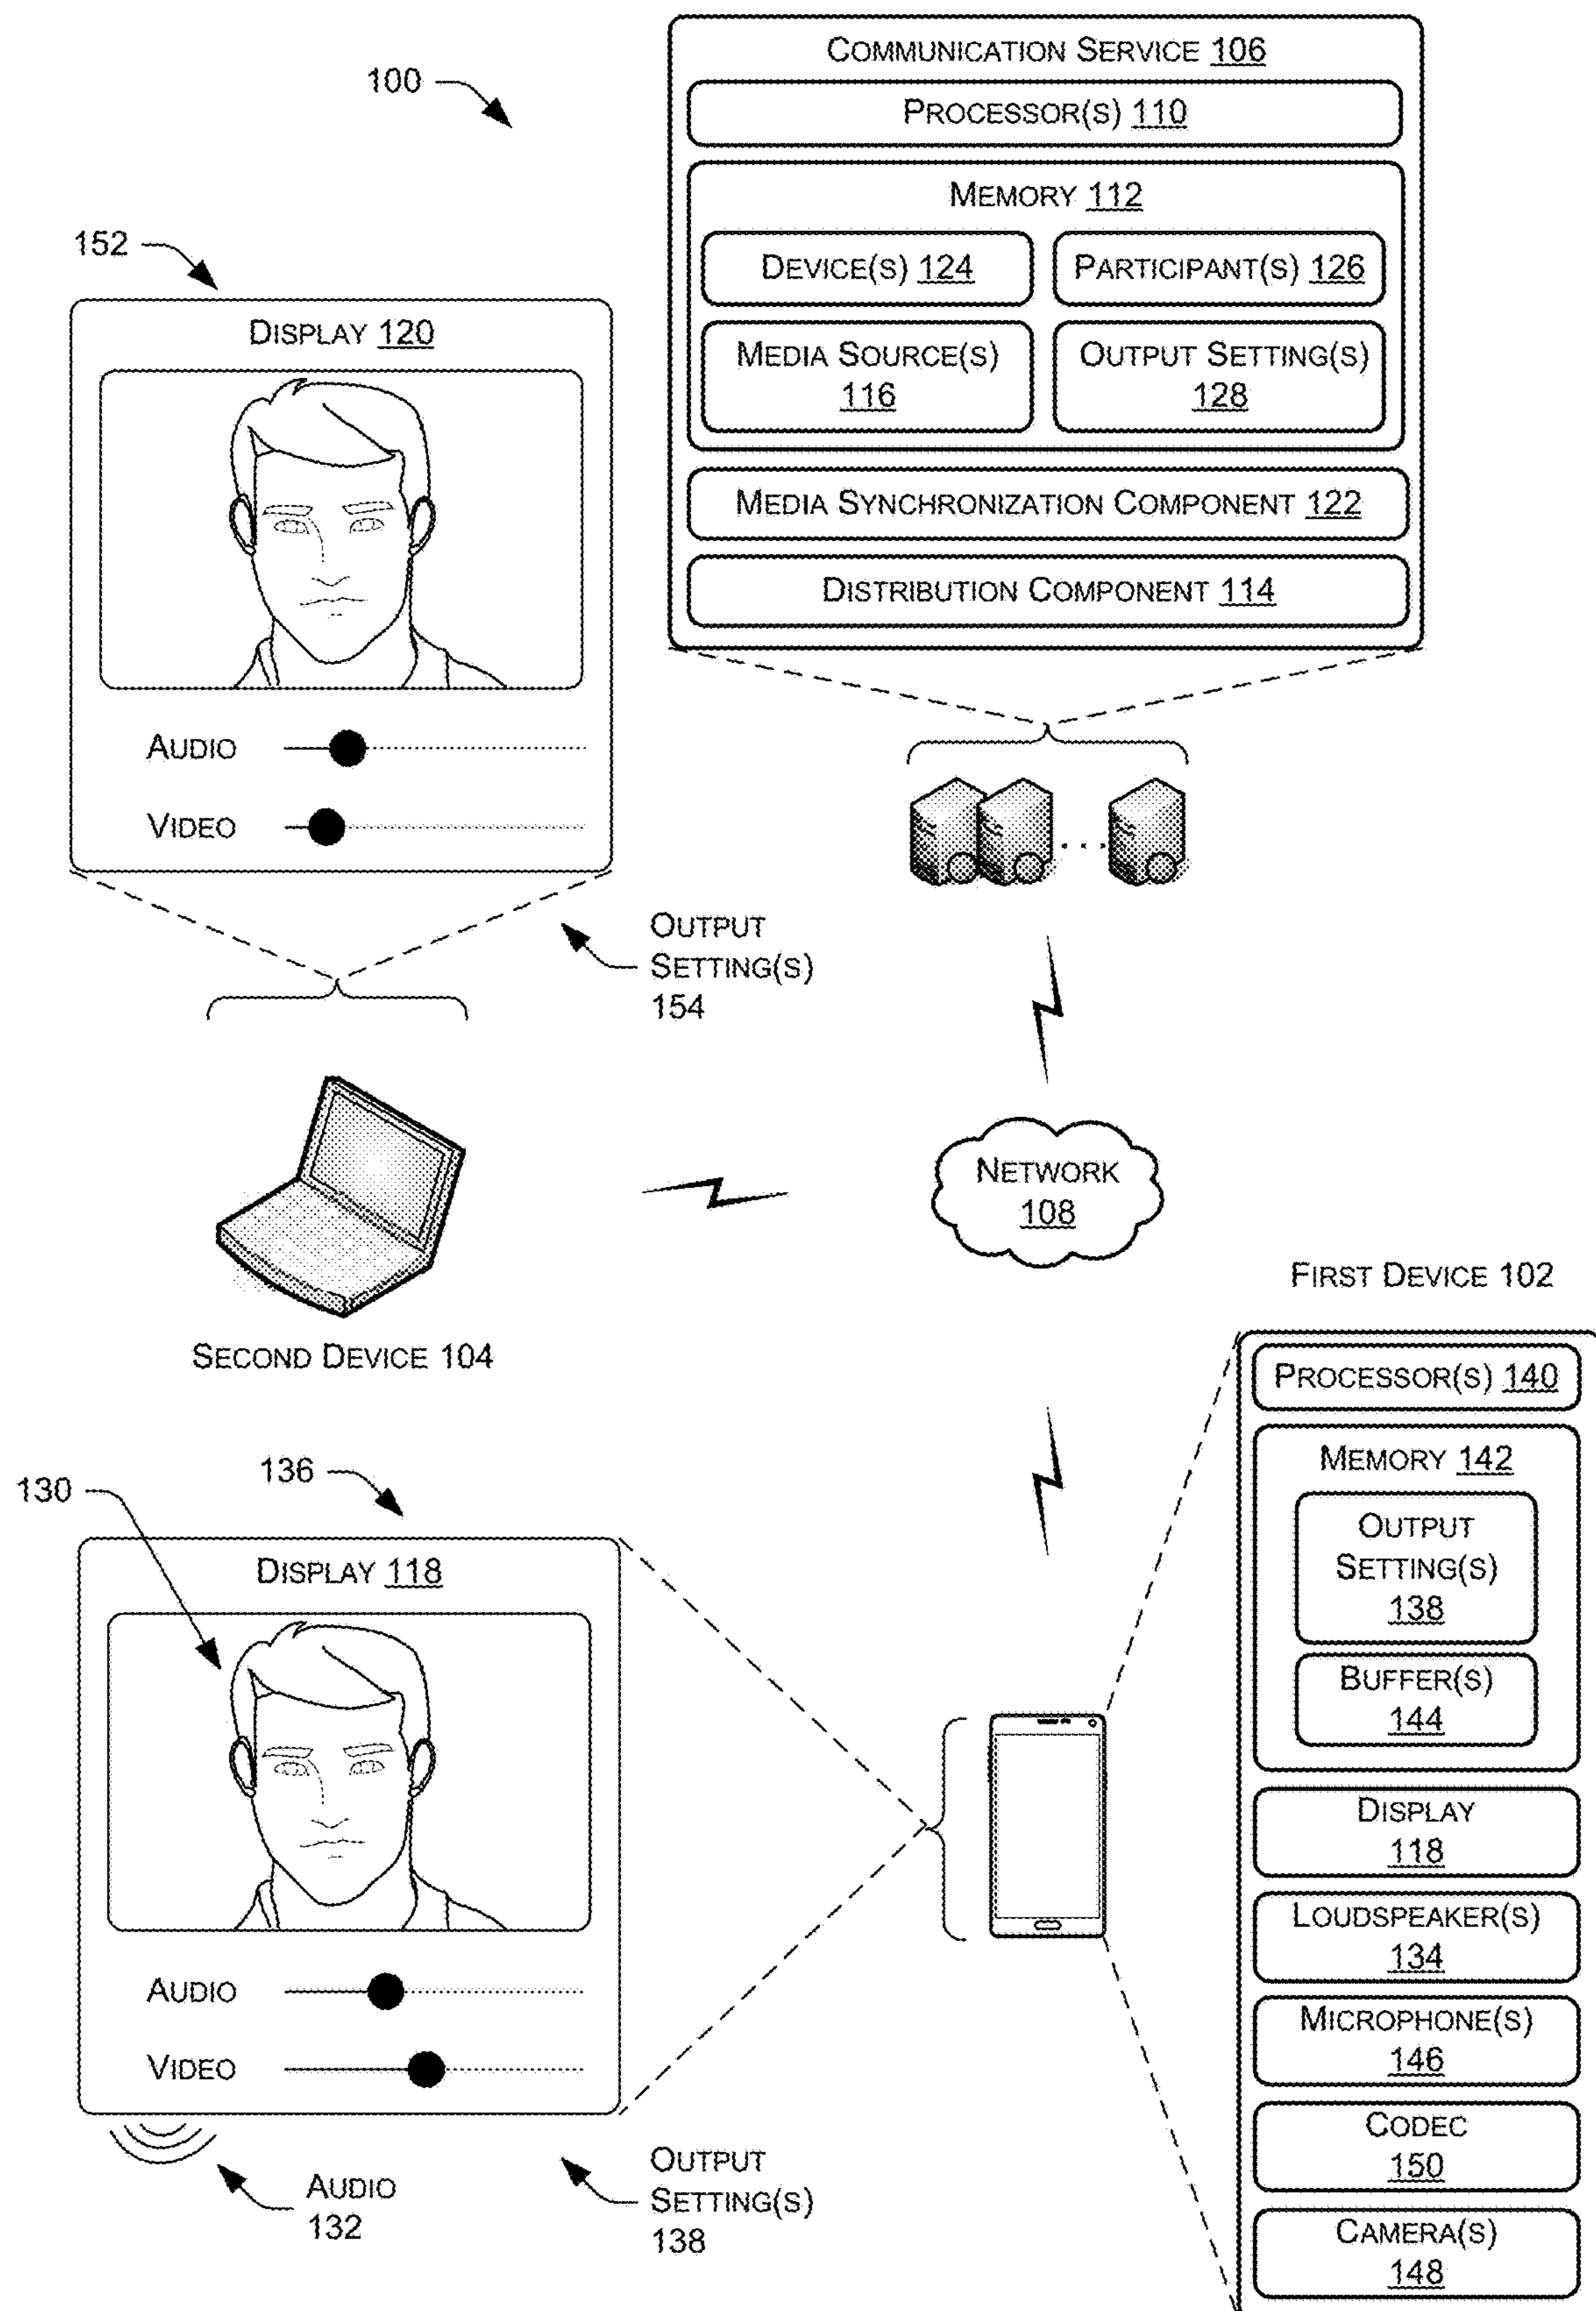 100
COMMUNICATION SERVICE 106
PROCESSOR(S) 110
MEMORY 112
DEVICE(S) 124
PARTICIPANT(S) 126
MEDIA SOURCE(S)
116
OUTPUT SETTING(S)
128
MEDIA SYNCHRONIZATION COMPONENT 122
DISTRIBUTION COMPONENT 114
152
DISPLAY 120
AUDIO
VIDEO
OUTPUT
SETTING(S)
154
NETWORK
108
SECOND DEVICE 104
FIRST DEVICE 102
PROCESSOR(S) 140
MEMORY 142
OUTPUT
SETTING(S)
138
BUFFER(S)
144
DISPLAY
118
LOUDSPEAKER(S)
134
MICROPHONE(S)
146
CODEC
150
CAMERA(S)
148
136
130
DISPLAY 118
AUDIO
VIDEO
AUDIO
132
OUTPUT
SETTING(S)
138